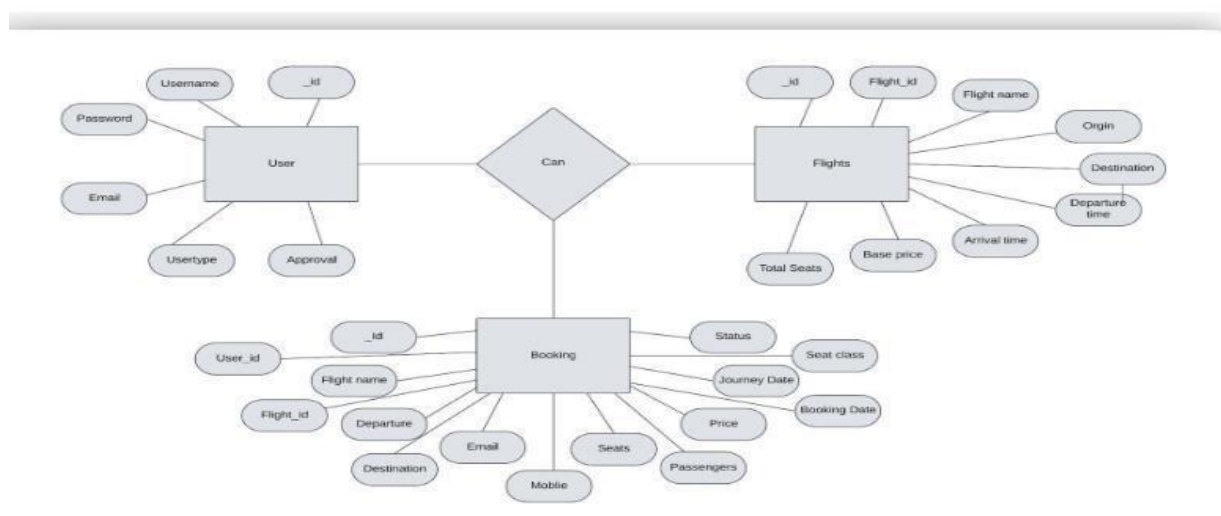 Username
_id
Password
User
Email
Usertype
Approval
Can
_id
Flight_id
Flight name
Orgin
Flights
Destination
Departure
time
Arrival time
Base price
Total Seats
_Id
User_id
Flight name
Flight_id
Departure
Destination
Email
Moblie
Booking
Status
Seat class
Journey Date
Booking Date
Price
Passengers
Seats